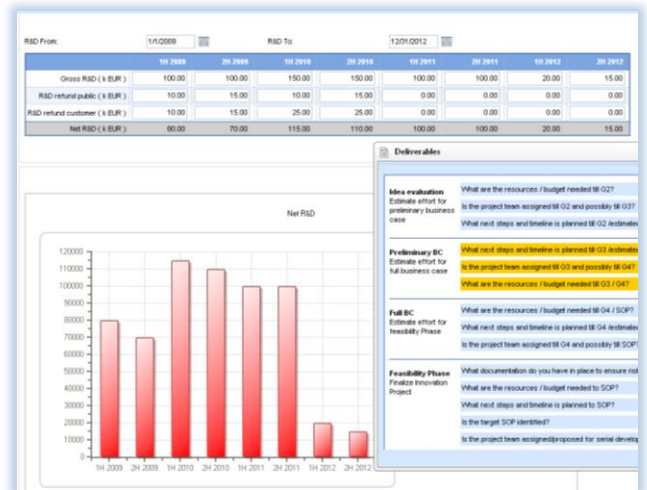 R&D From: 1/1/2009 R&D To: 12/31/2012
1H 2009 2H 2009 1H 2010 2H 2010 1H 2011 2H 2011 1H 2012 2H 2012
Gross R&D ( k EUR ) 100.00 100.00 150.00 150.00 100.00 100.00 20.00 15.00
R&D refund public ( k EUR ) 10.00 15.00 10.00 15.00 0.00 0.00 0.00 0.00
R&D refund customer ( k EUR ) 10.00 15.00 25.00 25.00 0.00 0.00 0.00 0.00
Net R&D ( k EUR ) 80.00 70.00 115.00 110.00 100.00 100.00 20.00 15.00
Deliverables
Idea evaluation
Estimate effort for
preliminary business
case
What are the resources / budget needed till G2?
Is the project team assigned till G2 and possibly till G3?
What next steps and timeline is planned till G2 /estimated
Preliminary BC
Estimate effort for
full business case
What next steps and timeline is planned till G3 /estimated
Is the project team assigned till G3 and possibly till G4?
What are the resources / budget needed till G3 / G4?
Full BC
Estimate effort for
feasibility Phase
What are the resources / budget needed till G4 / SOP?
What next steps and timeline is planned till G4 /estimated
Is the project team assigned till G4 and possibly till SOP?
Feasibility Phase
Finalize Innovation
Project
What documentation do you have in place to ensure risk
What are the resources / budget needed to SOP?
What next steps and timeline is planned to SOP?
Is the target SOP identified?
Is the project team assigned/proposed for serial develop
Net R&D
120000
110000
100000
90000
80000
70000
60000
50000
40000
30000
20000
10000
0
1H 2009 2H 2009 1H 2010 2H 2010 1H 2011 2H 2011 1H 2012 2H 2012